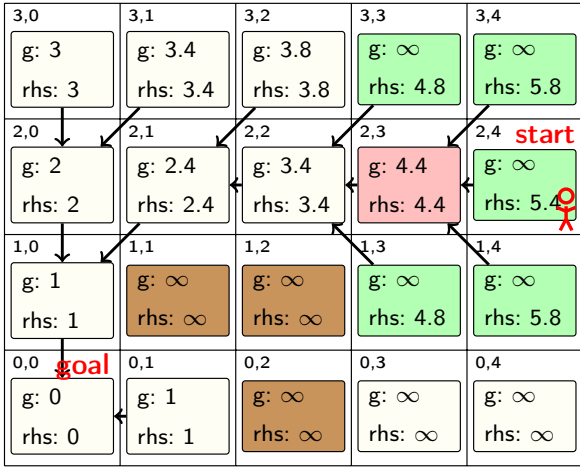 3,0 3,1 3,2 3,3 3,4
g: 3 g: 3.4 g: 3.8 g: ∞ g: ∞
rhs: 3 rhs: 3.4 rhs: 3.8 rhs: 4.8 rhs: 5.8
2,0 2,1 2,2 2,3 2,4 start
g: 2 g: 2.4 g: 3.4 g: 4.4 g: ∞
rhs: 2 rhs: 2.4 rhs: 3.4 rhs: 4.4 rhs: 5.4
1,0 1,1 1,2 1,3 1,4
g: 1 g: ∞ g: ∞ g: ∞ g: ∞
rhs: 1 rhs: ∞ rhs: ∞ rhs: 4.8 rhs: 5.8
0,0 goal 0,1 0,2 0,3 0,4
g: 0 g: 1 g: ∞ g: ∞ g: ∞
rhs: 0 rhs: 1 rhs: ∞ rhs: ∞ rhs: ∞